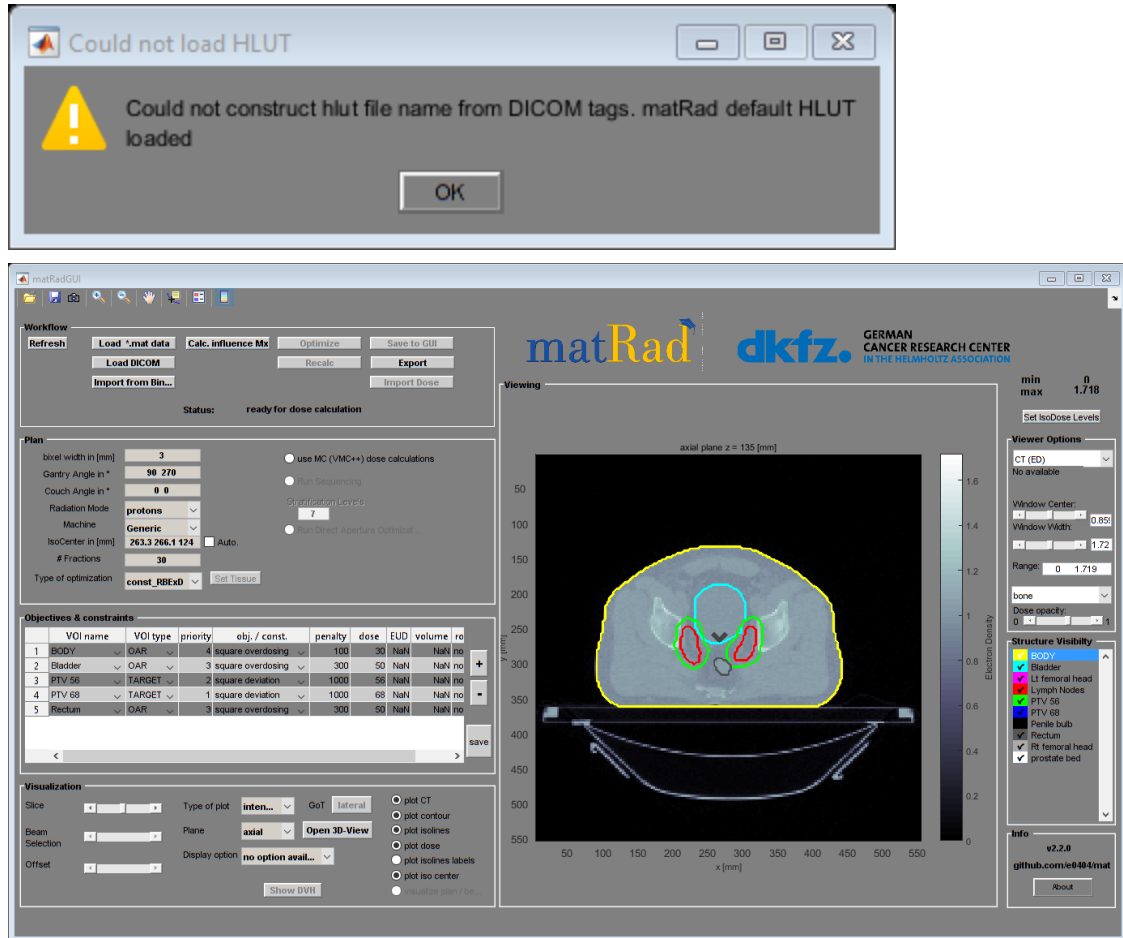 Could not load HLUT
Could not construct hlut file name from DICOM tags. matRad default HLUT
loaded
OK
matRadGUI
Workflow
Refresh Load *.mat data Calc. influence Mx Optimize Save to GUI
Load DICOM Recalc Export
Import from Bin... Import Dose
Status: ready for dose calculation
matRad dkfz. GERMAN
CANCER RESEARCH CENTER
IN THE HELMHOLTZ ASSOCIATION
min 0
max 1.718
Set IsoDose Levels
Plan
bixel width in [mm] 3
Gantry Angle in ° 90 270
Couch Angle in ° 0 0
Radiation Mode protons
Machine Generic
IsoCenter in [mm] 263.3 266.1 124 Auto.
# Fractions 30
Type of optimization const_RBExD Set Tissue
use MC (VMC++) dose calculations
Run Sequencing
Stratification Levels
7
Run Direct Aperture Optimizat...
Objectives & constraints
VOI name VOI type priority obj. / const. penalty dose EUD volume ro
1 BODY OAR 4 square overdosing 100 30 NaN NaN no
2 Bladder OAR 3 square overdosing 300 50 NaN NaN no
3 PTV 56 TARGET 2 square deviation 1000 56 NaN NaN no
4 PTV 68 TARGET 1 square deviation 1000 68 NaN NaN no
5 Rectum OAR 3 square overdosing 300 50 NaN NaN no
+
-
save
Visualization
Slice Type of plot inten... GoT lateral
Beam
Selection Plane axial Open 3D-View
Offset Display option no option avail...
Show DVH
plot CT
plot contour
plot isolines
plot dose
plot isolines labels
plot iso center
visualize plan / be...
Viewing
axial plane z = 135 [mm]
50
100
150
200
250
300
350
400
450
500
550
y [mm]
50 100 150 200 250 300 350 400 450 500 550
x [mm]
1.6
1.4
1.2
1
0.8
0.6
0.4
0.2
0
Electron Density
Viewer Options
CT (ED)
No available
Window Center:
0.859
Window Width:
1.72
Range: 0 1.719
bone
Dose opacity:
0 1
Structure Visibilty
BODY
Bladder
Lt femoral head
Lymph Nodes
PTV 56
PTV 68
Penile bulb
Rectum
Rt femoral head
prostate bed
Info
v2.2.0
github.com/e0404/mat
About